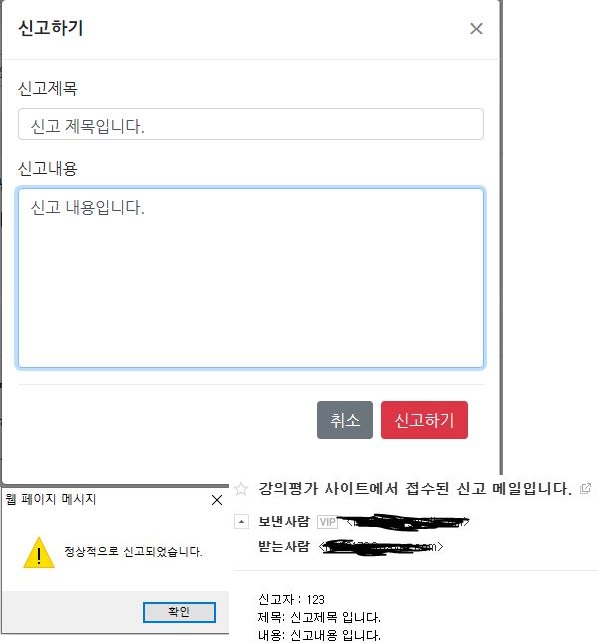 신고하기
×
신고제목
신고 제목입니다.
신고내용
신고 내용입니다.
취소
신고하기
웹 페이지 메시지
정상적으로 신고되었습니다.
확인
강의평가 사이트에서 접수된 신고 메일입니다.
보낸사람 VIP
받는사람
신고자 : 123
제목: 신고제목 입니다.
내용: 신고내용 입니다.